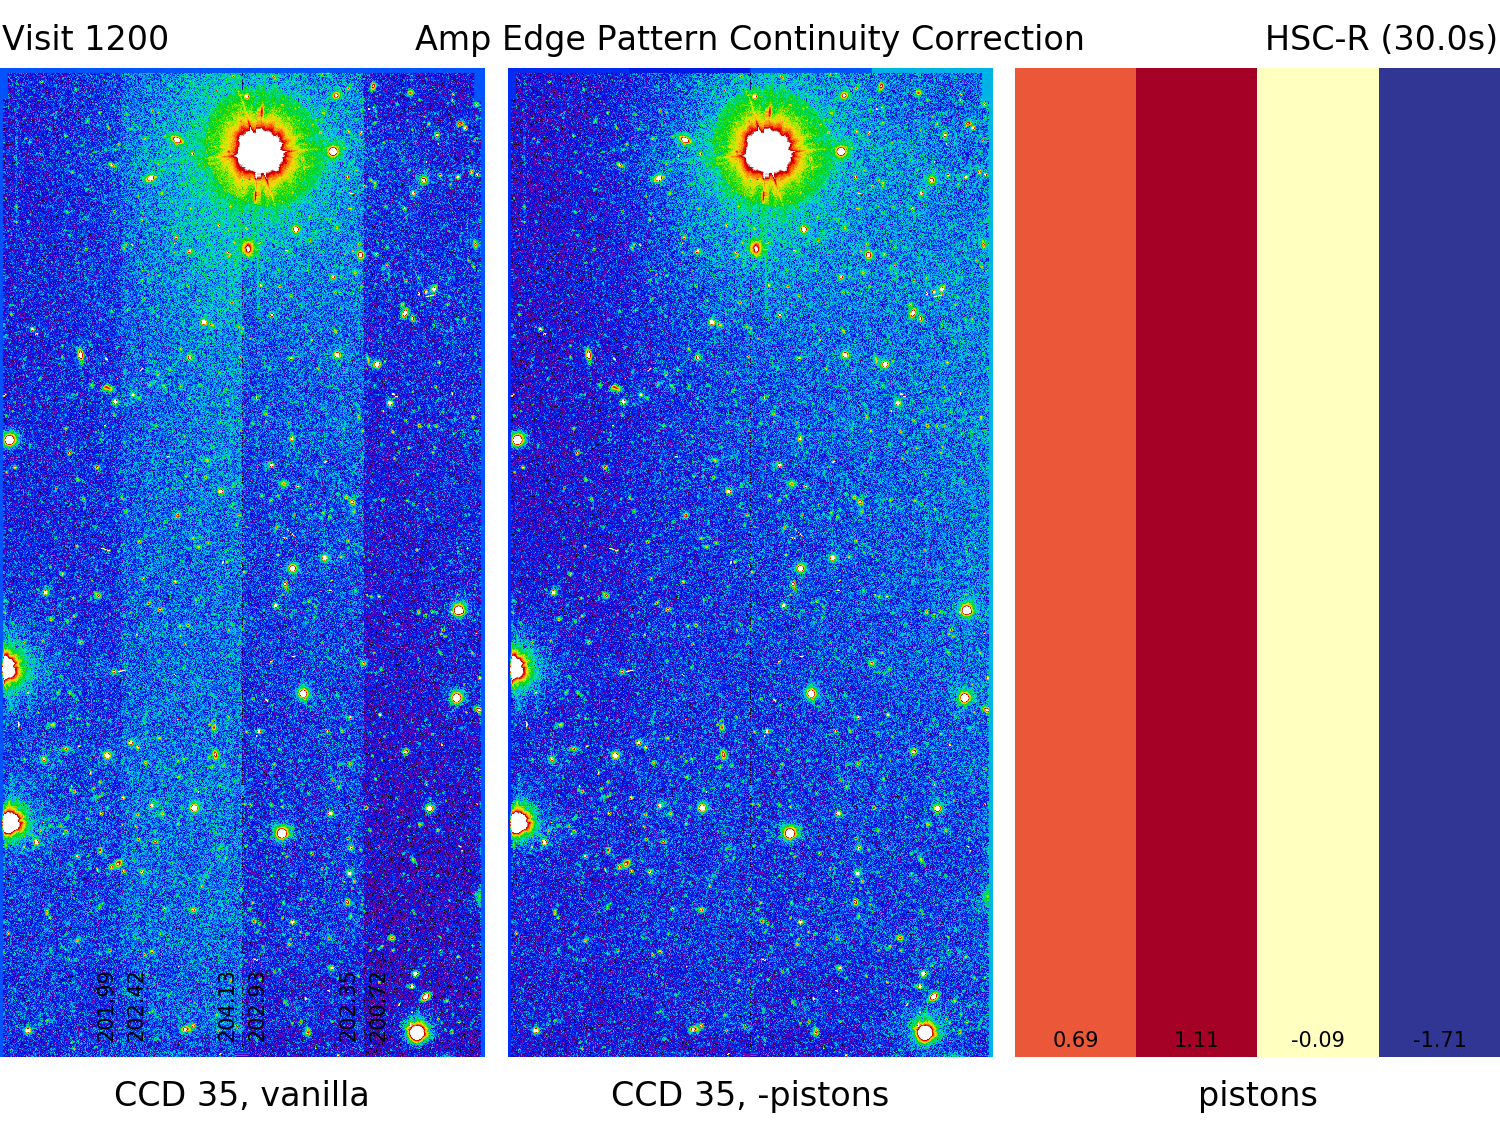 Visit 1200
Amp Edge Pattern Continuity Correction
HSC-R (30.0s)
201.99
202.42
204.13
202.93
202.35
200.72
0.69
1.11
-0.09
-1.71
CCD 35, vanilla
CCD 35, -pistons
pistons